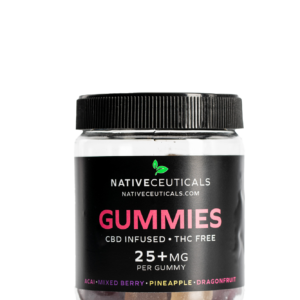 NATIVECEUTICALS
NATIVECEUTICALS.COM
GUMMIES
CBD INFUSED • THC FREE
25+MG
PER GUMMY
ACAI•MIXED BERRY•PINEAPPLE•DRAGONFRUIT